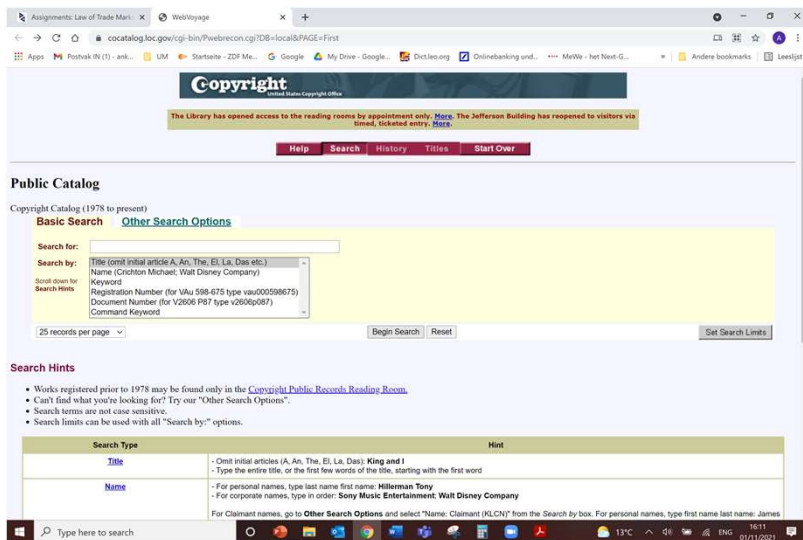 Assignments: Law of Trade Mark
WebVoyage
cocatalog.loc.gov/cgi-bin/Pwebrecon.cgi?DB=local&PAGE=First
Apps Postvak IN (1) - ank... UM Startseite - ZDF Me... Google My Drive - Google... Dict.leo.org Onlinebanking und... MeWe - het Next-G... » Andere bookmarks Leeslijst
Copyright
United States Copyright Office
The Library has opened access to the reading rooms by appointment only. More. The Jefferson Building has reopened to visitors via
timed, ticketed entry. More.
Help Search History Titles Start Over
Public Catalog
Copyright Catalog (1978 to present)
Basic Search Other Search Options
Search for:
Search by:
Scroll down for
Search Hints
Title (omit initial article A, An, The, El, La, Das etc.)
Name (Crichton Michael; Walt Disney Company)
Keyword
Registration Number (for VAu 598-675 type vau000598675)
Document Number (for V2606 P87 type v2606p087)
Command Keyword
25 records per page Begin Search Reset Set Search Limits
Search Hints
• Works registered prior to 1978 may be found only in the Copyright Public Records Reading Room.
• Can't find what you're looking for? Try our "Other Search Options".
• Search terms are not case sensitive.
• Search limits can be used with all "Search by:" options.
Search Type Hint
Title
- Omit initial articles (A, An, The, El, La, Das): King and I
- Type the entire title, or the first few words of the title, starting with the first word
Name
- For personal names, type last name first name: Hillerman Tony
- For corporate names, type in order: Sony Music Entertainment; Walt Disney Company
For Claimant names, go to Other Search Options and select "Name: Claimant (KLCN)" from the Search by box. For personal names, type first name last name: James
Type here to search
13°C ENG 16:11
01/11/2021